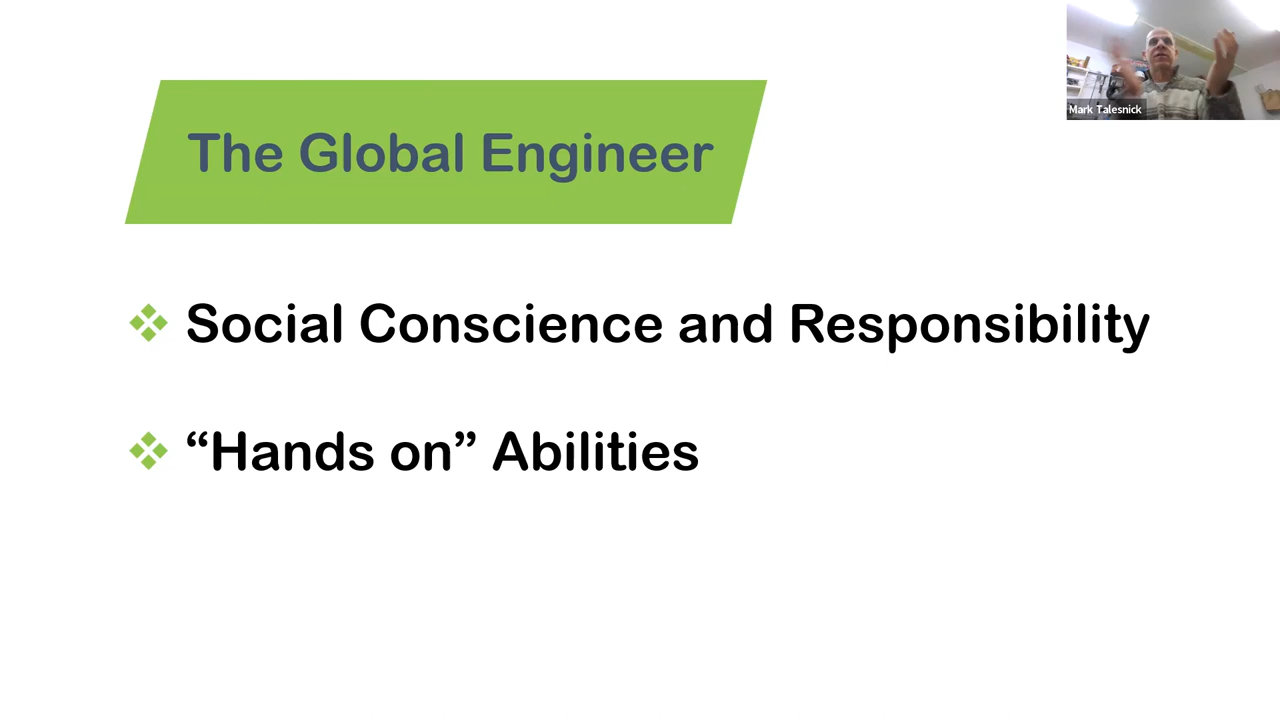 The Global Engineer
Mark Talesnick
Social Conscience and Responsibility
“Hands on” Abilities